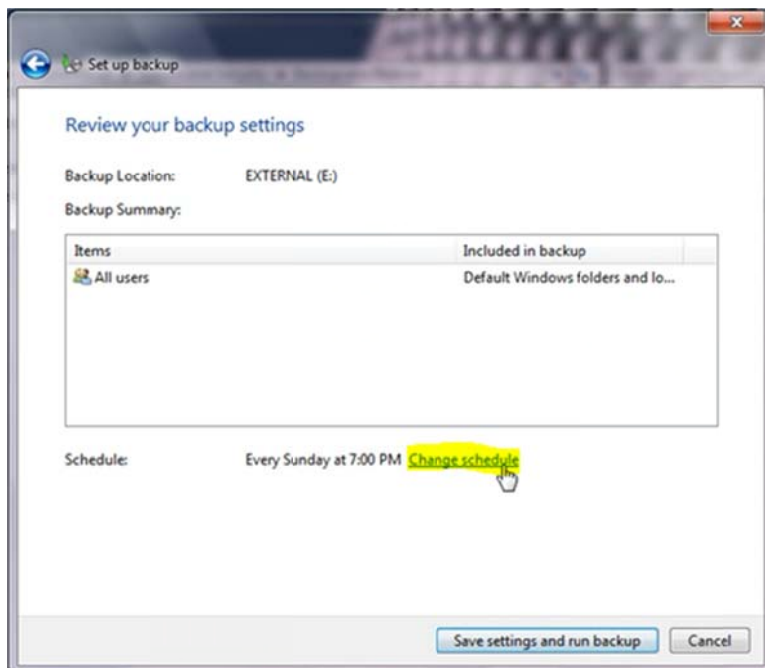 Set up backup
Review your backup settings
Backup Location: EXTERNAL (E:)
Backup Summary:
Items Included in backup
All users Default Windows folders and lo...
Schedule: Every Sunday at 7:00 PM Change schedule
Save settings and run backup Cancel